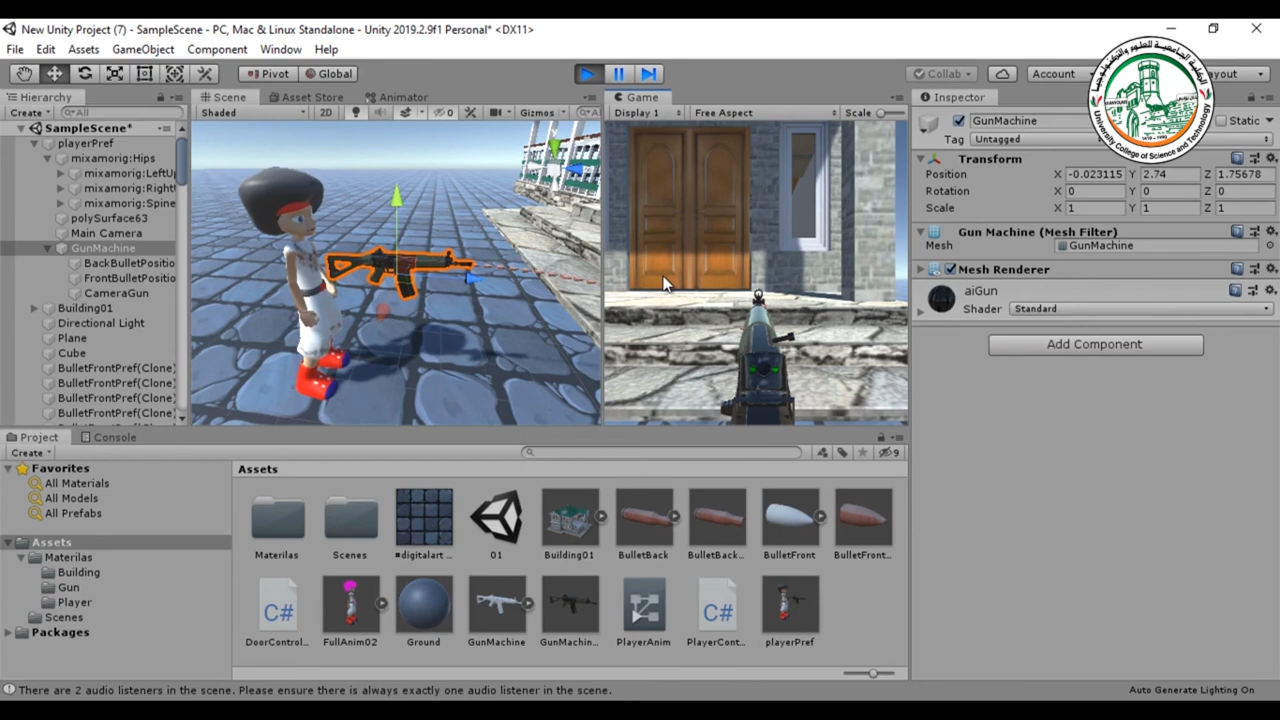 New Unity Project (7) - SampleScene - PC, Mac & Linux Standalone - Unity 2019.2.9f1 Personal* <DX11>
File Edit Assets GameObject Component Window Help
Pivot Global Collab Account
Hierarchy
Create All
SampleScene*
playerPref
mixamorig:Hips
mixamorig:LeftU
mixamorig:Right
mixamorig:Spine
polySurface63
Main Camera
GunMachine
BackBulletPositio
FrontBulletPositio
CameraGun
Building01
Directional Light
Plane
Cube
BulletFrontPref(Clone)
BulletFrontPref(Clone)
BulletFrontPref(Clone)
BulletFrontPref(Clone)
Scene Asset Store Animator
Shaded 2D 0 Gizmos
Game
Display 1 Free Aspect Scale
Inspector
GunMachine Static
Tag Untagged
Transform
Position X -0.023115 Y 2.74 Z 1.75678
Rotation X 0 Y 0 Z 0
Scale X 1 Y 1 Z 1
Gun Machine (Mesh Filter)
Mesh GunMachine
Mesh Renderer
aiGun
Shader Standard
Add Component
University College of Science and Technology
Project Console
Create 9
Favorites
All Materials
All Models
All Prefabs
Assets
Materilas
Building
Gun
Player
Scenes
Packages
Assets
Materilas Scenes #digitalart ... 01 Building01 BulletBack BulletBack... BulletFront BulletFront...
DoorControl... FullAnim02 Ground GunMachine GunMachin... PlayerAnim PlayerCont... playerPref
There are 2 audio listeners in the scene. Please ensure there is always exactly one audio listener in the scene.
Auto Generate Lighting On